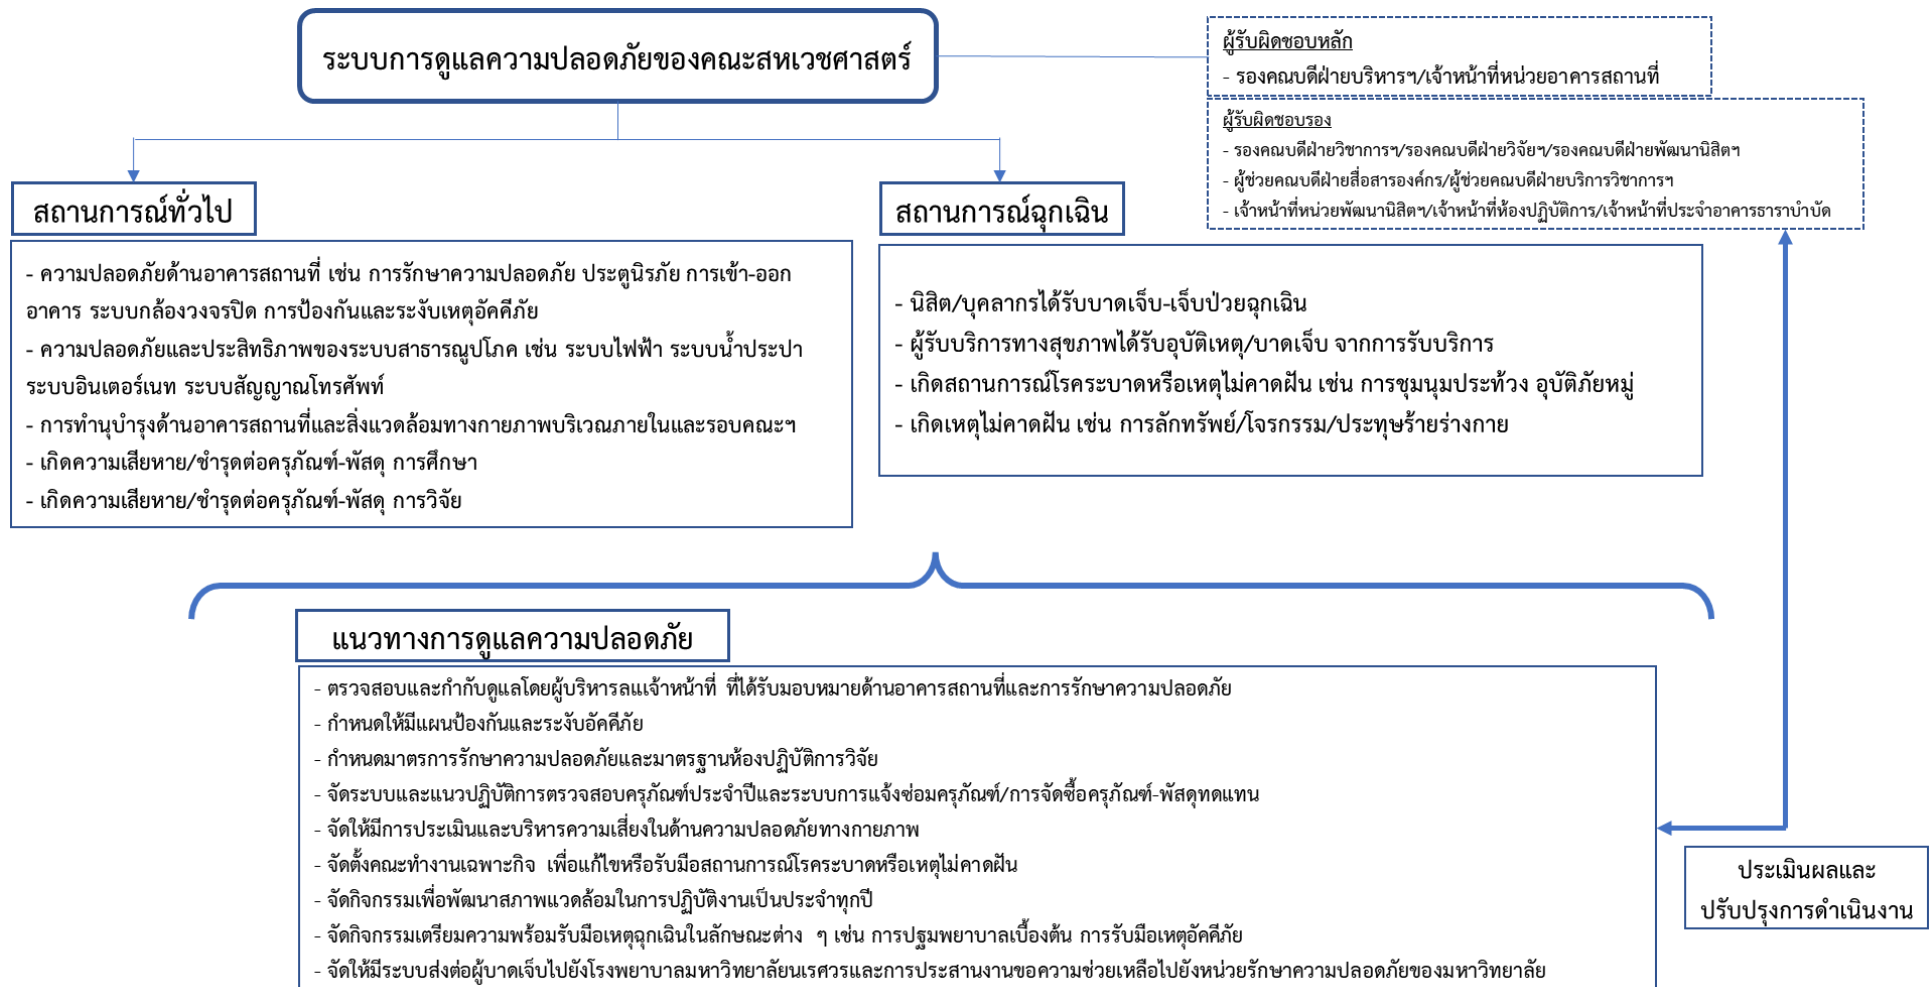 ระบบการดูแลความปลอดภัยของคณะสหเวชศาสตร์
ผู้รับผิดชอบหลัก
- รองคณบดีฝ่ายบริหารฯ/เจ้าหน้าที่หน่วยอาคารสถานที่
ผู้รับผิดชอบรอง
- รองคณบดีฝ่ายวิชาการฯ/รองคณบดีฝ่ายวิจัยฯ/รองคณบดีฝ่ายพัฒนานิสิตฯ
- ผู้ช่วยคณบดีฝ่ายสื่อสารองค์กร/ผู้ช่วยคณบดีฝ่ายบริการวิชาการฯ
- เจ้าหน้าที่หน่วยพัฒนานิสิตฯ/เจ้าหน้าที่ห้องปฏิบัติการ/เจ้าหน้าที่ประจำอาคารธาราบำบัด
สถานการณ์ทั่วไป
- ความปลอดภัยด้านอาคารสถานที่ เช่น การรักษาความปลอดภัย ประตูนิรภัย การเข้า-ออก
อาคาร ระบบกล้องวงจรปิด การป้องกันและระงับเหตุอัคคีภัย
- ความปลอดภัยและประสิทธิภาพของระบบสาธารณูปโภค เช่น ระบบไฟฟ้า ระบบน้ำประปา
ระบบอินเตอร์เนท ระบบสัญญาณโทรศัพท์
- การทำนุบำรุงด้านอาคารสถานที่และสิ่งแวดล้อมทางกายภาพบริเวณภายในและรอบคณะฯ
- เกิดความเสียหาย/ชำรุดต่อครุภัณฑ์-พัสดุ การศึกษา
- เกิดความเสียหาย/ชำรุดต่อครุภัณฑ์-พัสดุ การวิจัย
สถานการณ์ฉุกเฉิน
- นิสิต/บุคลากรได้รับบาดเจ็บ-เจ็บป่วยฉุกเฉิน
- ผู้รับบริการทางสุขภาพได้รับอุบัติเหตุ/บาดเจ็บ จากการรับบริการ
- เกิดสถานการณ์โรคระบาดหรือเหตุไม่คาดฝัน เช่น การชุมนุมประท้วง อุบัติภัยหมู่
- เกิดเหตุไม่คาดฝัน เช่น การลักทรัพย์/โจรกรรม/ประทุษร้ายร่างกาย
แนวทางการดูแลความปลอดภัย
- ตรวจสอบและกำกับดูแลโดยผู้บริหารลแเจ้าหน้าที่ ที่ได้รับมอบหมายด้านอาคารสถานที่และการรักษาความปลอดภัย
- กำหนดให้มีแผนป้องกันและระงับอัคคีภัย
- กำหนดมาตรการรักษาความปลอดภัยและมาตรฐานห้องปฏิบัติการวิจัย
- จัดระบบและแนวปฏิบัติการตรวจสอบครุภัณฑ์ประจำปีและระบบการแจ้งซ่อมครุภัณฑ์/การจัดซื้อครุภัณฑ์-พัสดุทดแทน
- จัดให้มีการประเมินและบริหารความเสี่ยงในด้านความปลอดภัยทางกายภาพ
- จัดตั้งคณะทำงานเฉพาะกิจ เพื่อแก้ไขหรือรับมือสถานการณ์โรคระบาดหรือเหตุไม่คาดฝัน
- จัดกิจกรรมเพื่อพัฒนาสภาพแวดล้อมในการปฏิบัติงานเป็นประจำทุกปี
- จัดกิจกรรมเตรียมความพร้อมรับมือเหตุฉุกเฉินในลักษณะต่าง ๆ เช่น การปฐมพยาบาลเบื้องต้น การรับมือเหตุอัคคีภัย
- จัดให้มีระบบส่งต่อผู้บาดเจ็บไปยังโรงพยาบาลมหาวิทยาลัยนเรศวรและการประสานงานขอความช่วยเหลือไปยังหน่วยรักษาความปลอดภัยของมหาวิทยาลัย
ประเมินผลและ
ปรับปรุงการดำเนินงาน